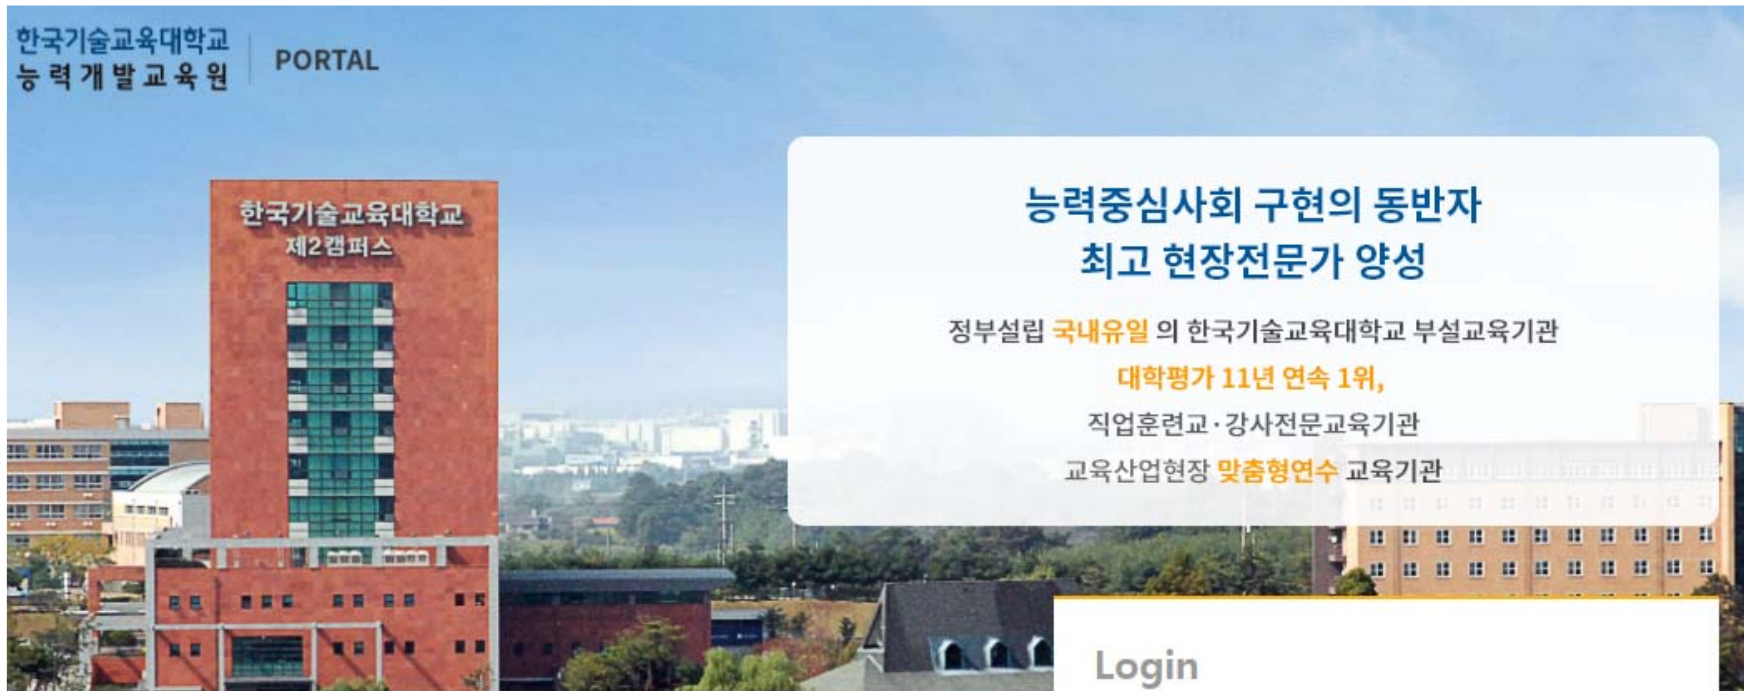 한국기술교육대학교
능력개발교육원
PORTAL
한국기술교육대학교
제2캠퍼스
능력중심사회 구현의 동반자
최고 현장전문가 양성
정부설립 국내유일 의 한국기술교육대학교 부설교육기관
대학평가 11년 연속 1위,
직업훈련교·강사전문교육기관
교육산업현장 맞춤형연수 교육기관
Login